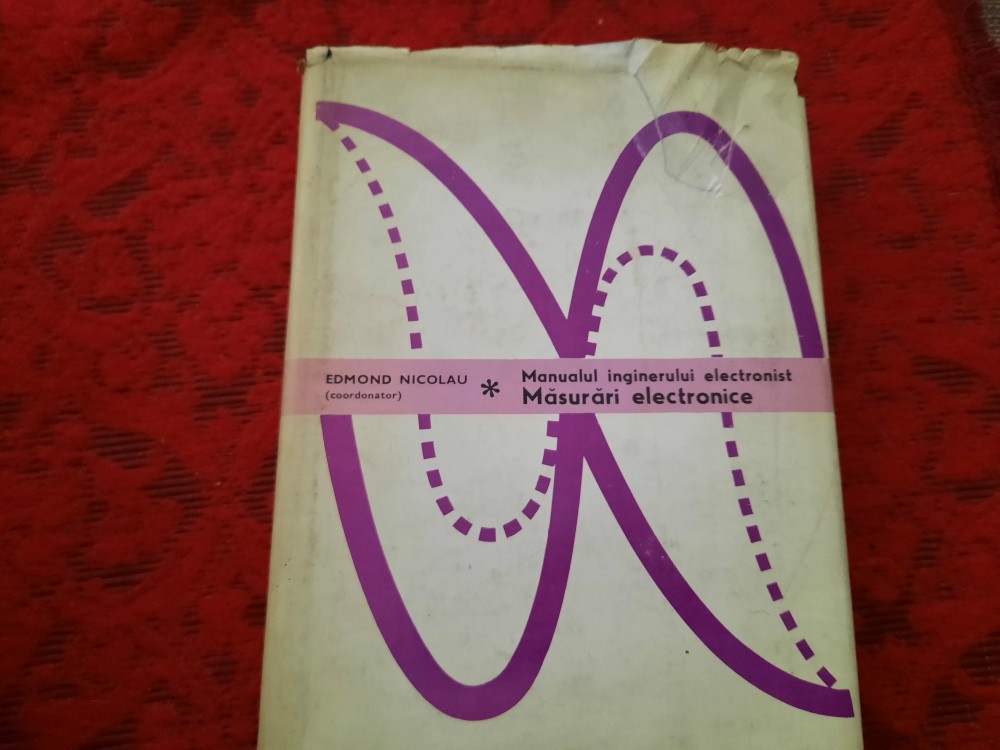 EDMOND NICOLAU
(coordonator)
*
Manualul inginerului electronist
Măsurări electronice